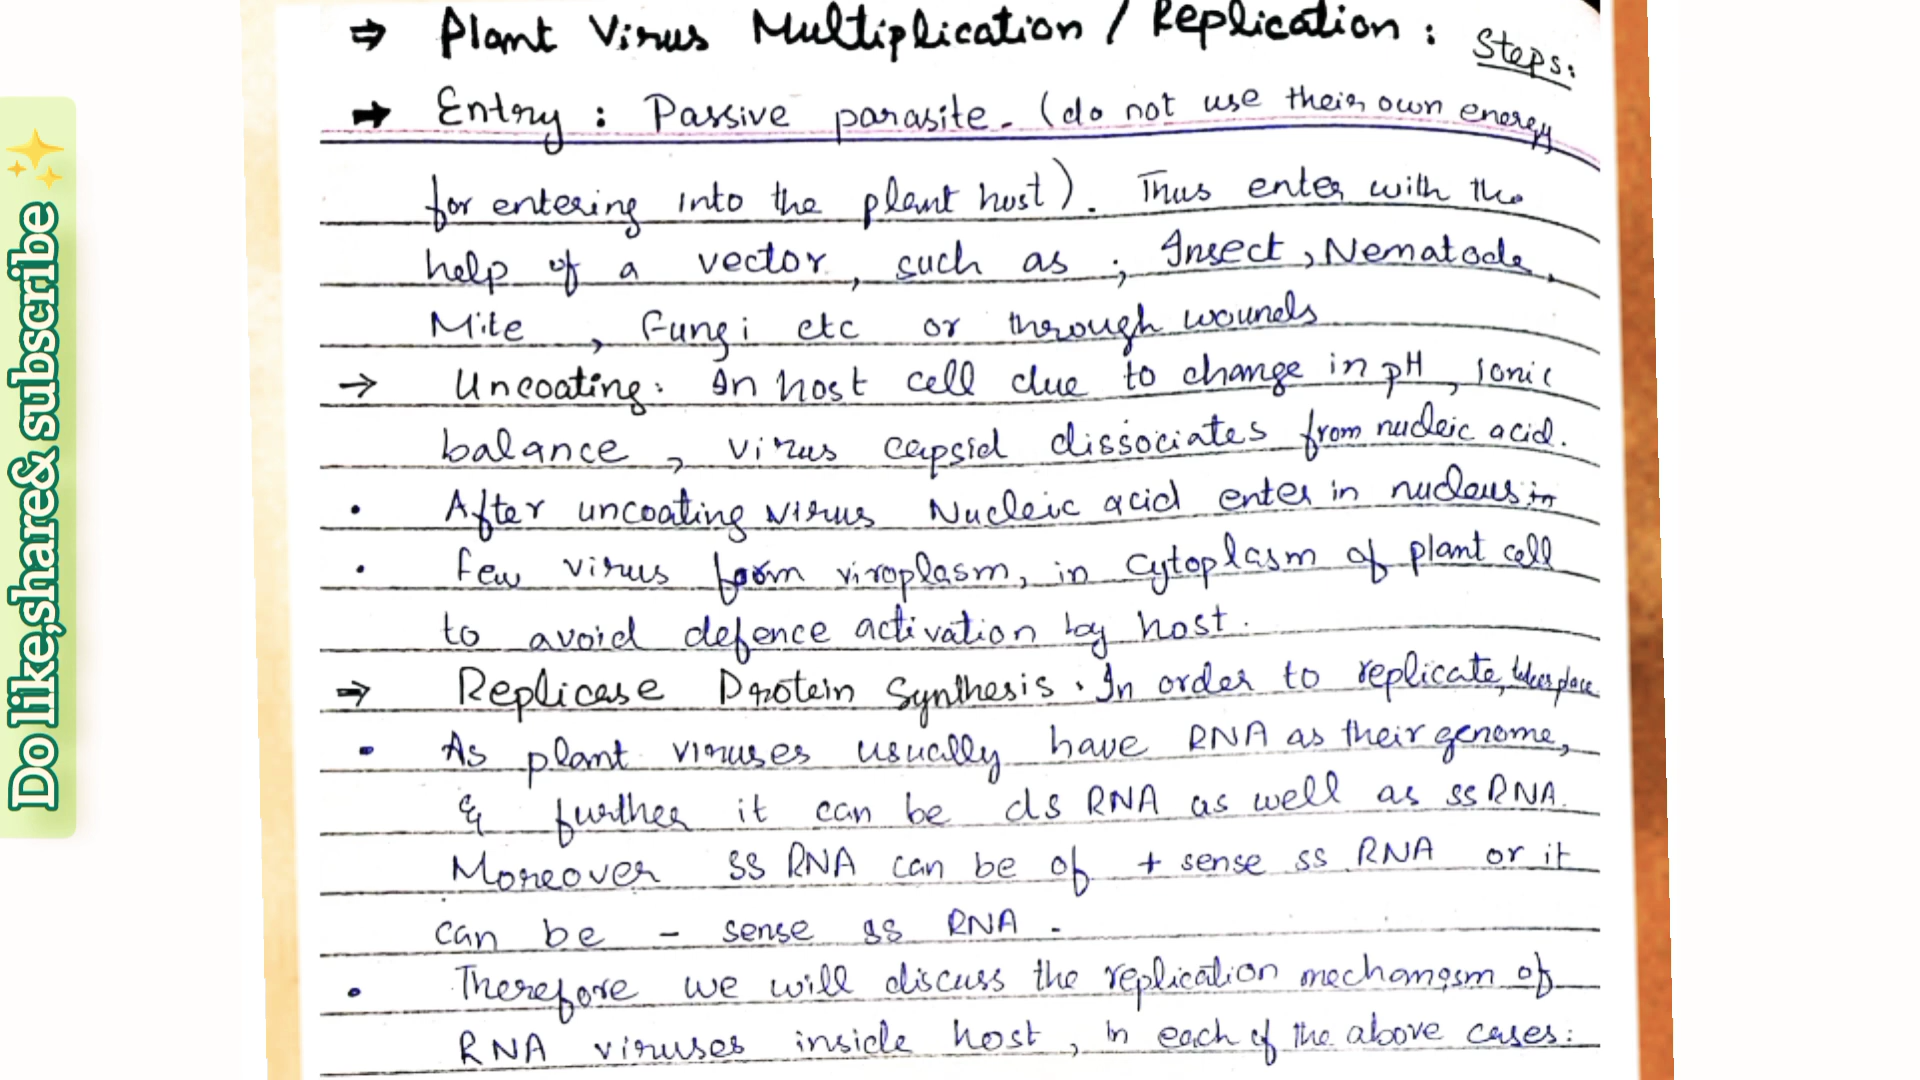 ⇒ Plant Virus Multiplication / Replication : Steps:
→ Entry : Passive parasite. (do not use their own energy
for entering into the plant host). Thus enter with the
help of a vector, such as ; Insect, Nematode,
Mite, Fungi etc or through wounds
→ Uncoating: In host cell due to change in pH, ionic
balance, virus capsid dissociates from nucleic acid.
• After uncoating virus Nucleic acid enter in nucleus in
• Few virus form viroplasm, in cytoplasm of plant cell
to avoid defence activation by host.
⇒ Replicase Protein Synthesis. In order to replicate, takes place
• As plant viruses usually have RNA as their genome,
& further it can be ds RNA as well as ss RNA.
Moreover ss RNA can be of + sense ss RNA or it
can be - sense ss RNA.
• Therefore we will discuss the replication mechanism of
RNA viruses inside host, in each of the above cases:
Do like,share& subscribe ✨